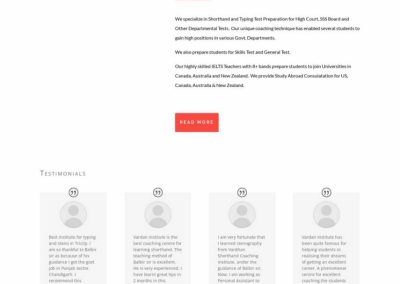 We specialize in Shorthand and Typing Test Preparation for High Court, SSS Board and
Other Departmental Tests. Our unique coaching technique has enabled several students to
gain high positions in various Govt. Departments.
We also prepare students for Skills Test and General Test.
Our highly skilled IELTS Teachers with 8+ bands prepare students to join Universities in
Canada, Australia and New Zealand. We provide Study Abroad Consulatation for US,
Canada, Australia & New Zealand.
READ MORE
Testimonials
Best institute for typing
and steno in Tricity. I
am so thankful to Balbir
sir as because of his
guidance I got the govt
job in Punjab sector,
Chandigarh. I
recommend this
Vardan Institute is the
best coaching centre for
learning shorthand. The
teaching method of
Balbir sir is excellent.
He is very experienced. I
have learnt great tips in
2 months in this
I am very fortunate that
I learned stenography
from Vardhan
Shorthand Coaching
Institute, under the
guidance of Balbir sir.
Now, I am working as
Personal Assistant to
Vardan Institute has
been quite famous for
helping students to
realising their dreams
of getting an excellent
career. A phenomenal
centre for excellent
coaching the students